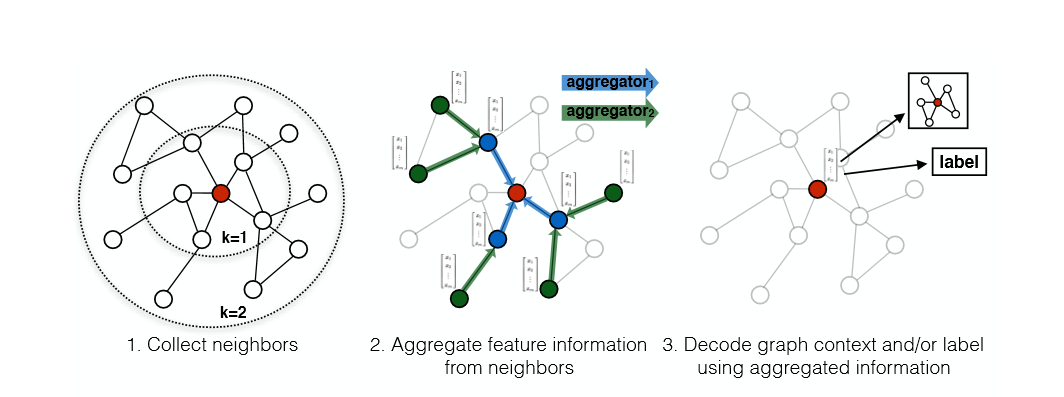 aggregator1
aggregator2
label
k=1
k=2
1. Collect neighbors
2. Aggregate feature information
from neighbors
3. Decode graph context and/or label
using aggregated information